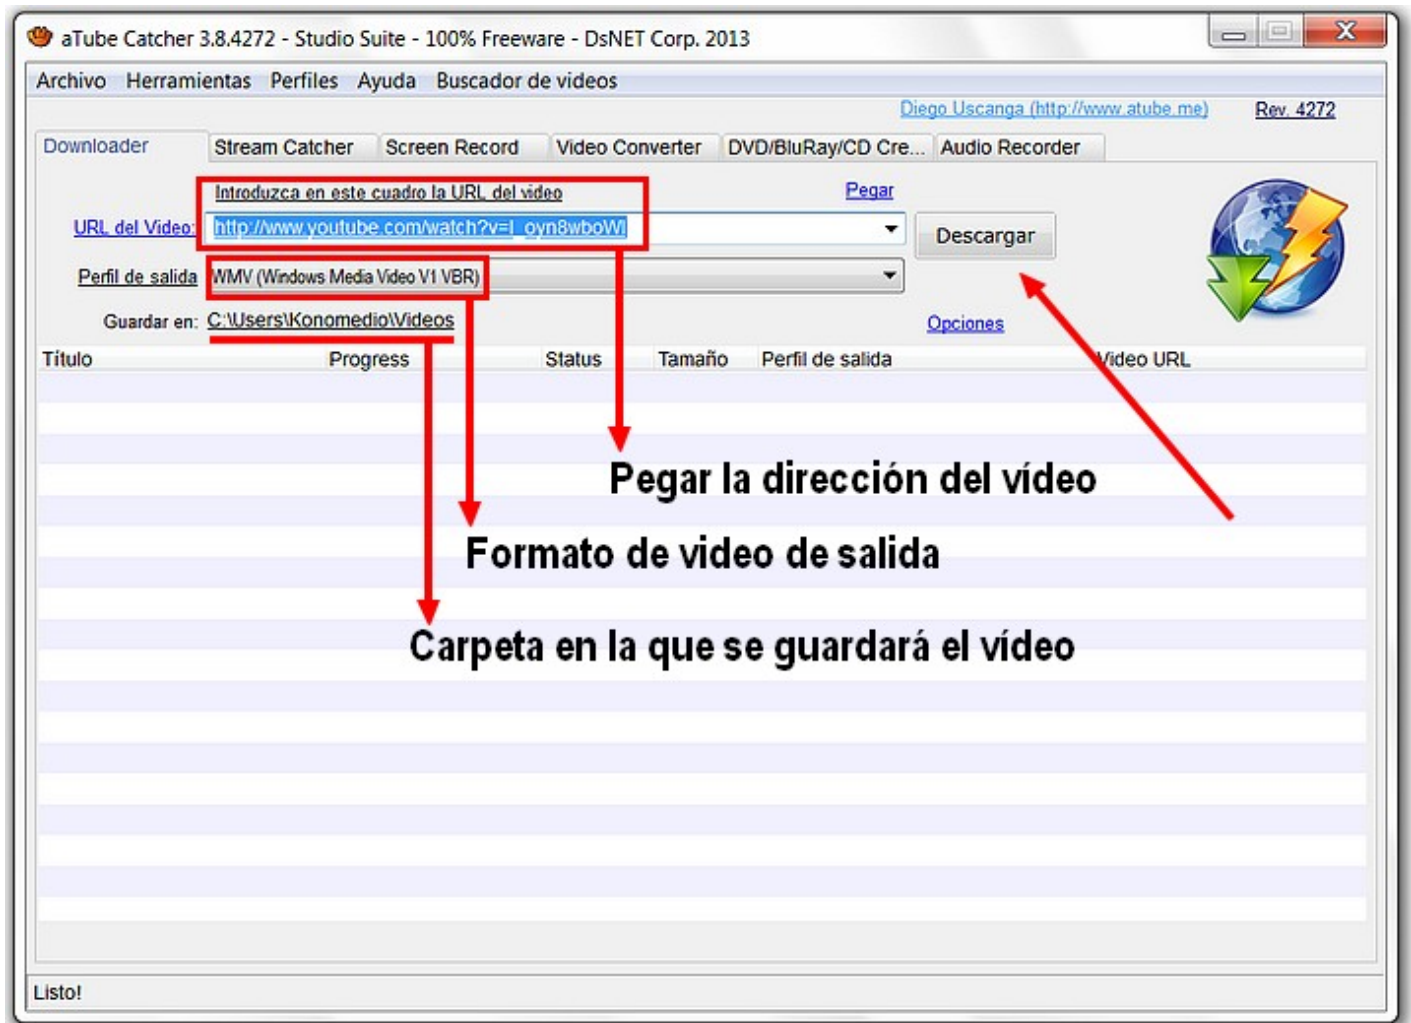 aTube Catcher 3.8.4272 - Studio Suite - 100% Freeware - DsNET Corp. 2013
Archivo Herramientas Perfiles Ayuda Buscador de videos
Diego Uscanga (http://www.atube.me) Rev. 4272
Downloader Stream Catcher Screen Record Video Converter DVD/BluRay/CD Cre... Audio Recorder
Introduzca en este cuadro la URL del video Pegar
URL del Video: http://www.youtube.com/watch?v=l_oyn8wboWI Descargar
Perfil de salida WMV (Windows Media Video V1 VBR)
Guardar en: C:\Users\Konomedio\Videos Opciones
Título Progress Status Tamaño Perfil de salida Video URL
Pegar la dirección del vídeo
Formato de video de salida
Carpeta en la que se guardará el vídeo
Listo!